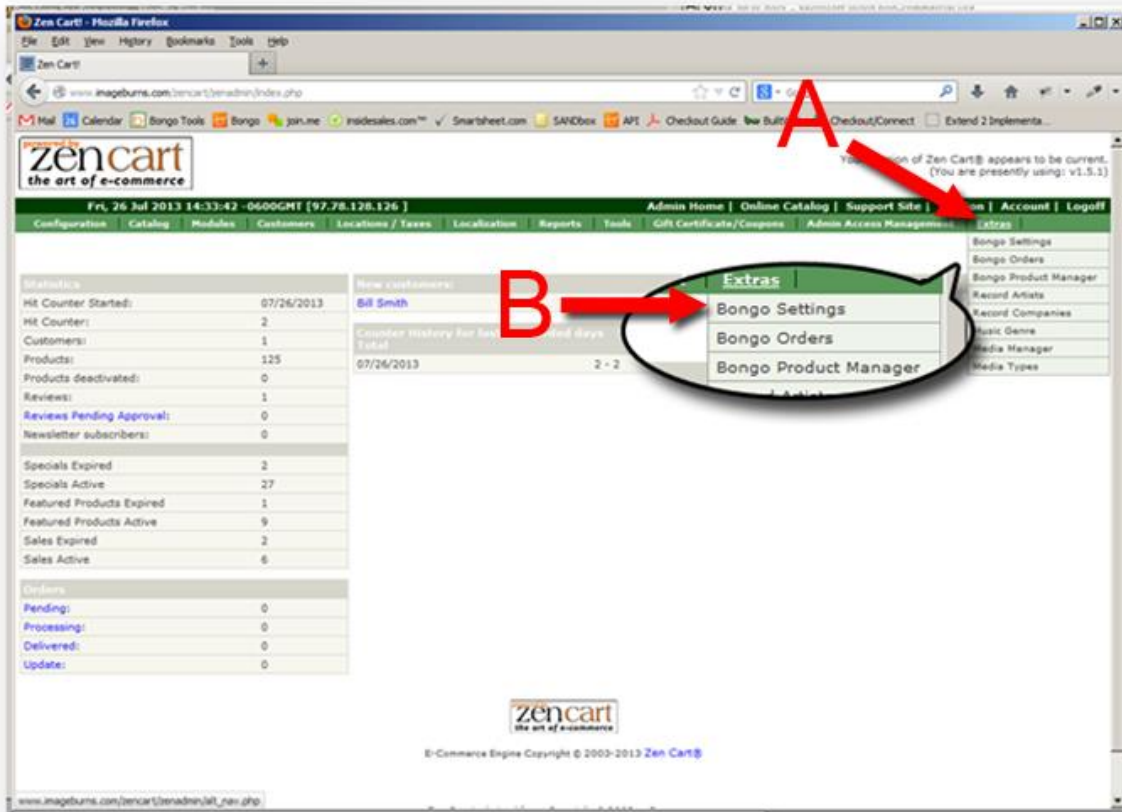 Zen Cart! - Mozilla Firefox
File Edit View History Bookmarks Tools Help
Zen Cart!
www.imageburns.com/zencart/zenadmin/index.php
Mail Calendar Bongo Tools Bongo join.me insidesales.com™ Smartsheet.com SANDbox API Checkout Guide Checkout/Connect Extend 2 Implementa...
A
powered by
zencart
the art of e-commerce
of Zen Cart® appears to be current.
(You are presently using: v1.5.1)
Fri, 26 Jul 2013 14:33:42 -0600GMT [97.78.128.126 ]
Admin Home | Online Catalog | Support Site | | Account | Logoff
Configuration Catalog Modules Customers Locations / Taxes Localization Reports Tools Gift Certificate/Coupons Admin Access Management Extras
Bongo Settings
Bongo Orders
Bongo Product Manager
Record Artists
Record Companies
Music Genre
Media Manager
Media Types
Statistics
Hit Counter Started: 07/26/2013
Hit Counter: 2
Customers: 1
Products: 125
Products deactivated: 0
Reviews: 1
Reviews Pending Approval: 0
Newsletter subscribers: 0
Specials Expired 2
Specials Active 27
Featured Products Expired 1
Featured Products Active 9
Sales Expired 2
Sales Active 6
Orders
Pending: 0
Processing: 0
Delivered: 0
Update: 0
New customers:
Bill Smith
Counter History for last days
Total
07/26/2013 2 - 2
B
Extras
Bongo Settings
Bongo Orders
Bongo Product Manager
zencart
the art of e-commerce
E-Commerce Engine Copyright © 2003-2013 Zen Cart®
www.imageburns.com/zencart/zenadmin/alt_nav.php